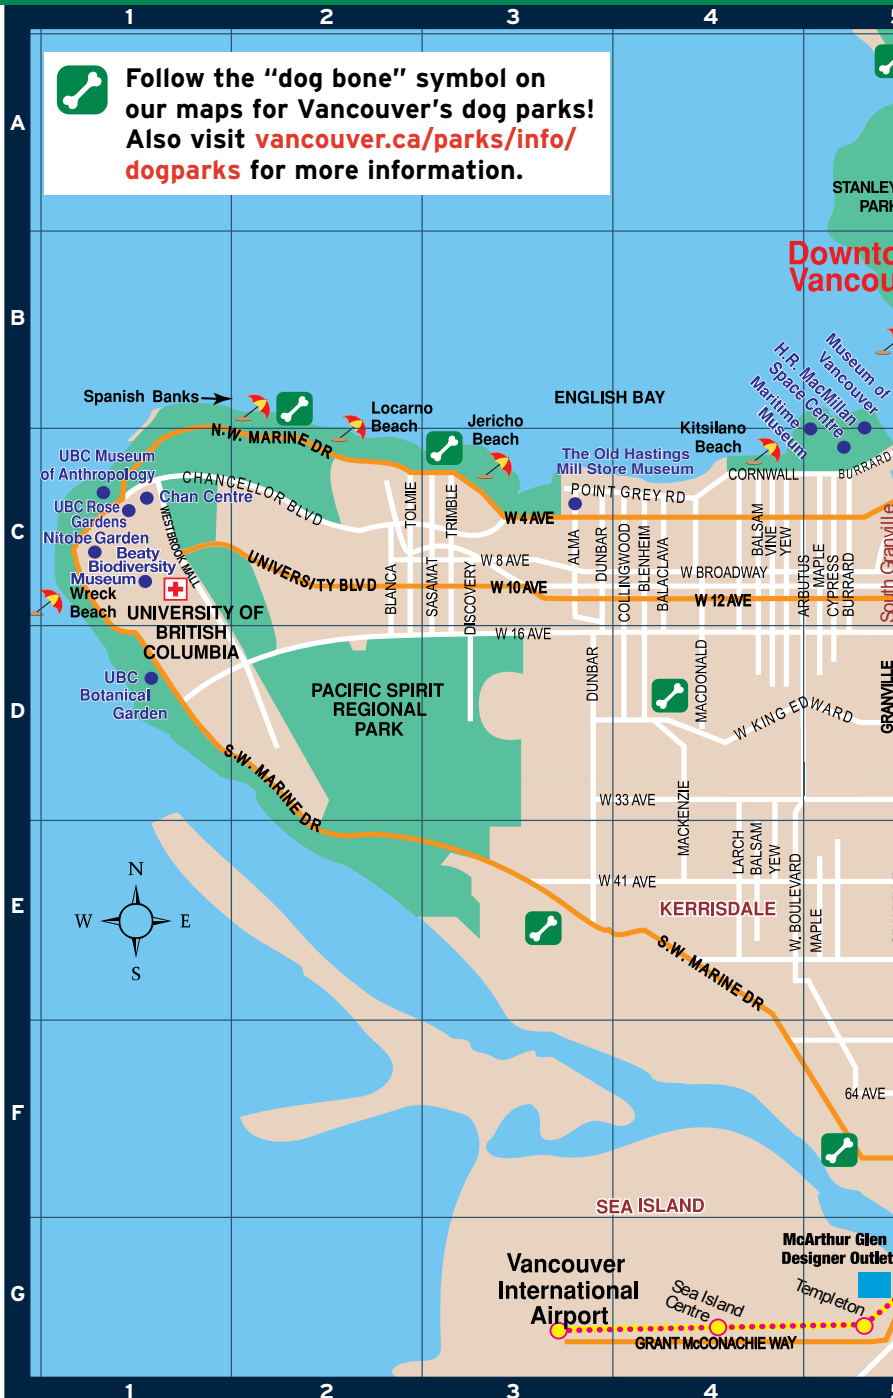 1 2 3 4 5
A
B
C
D
E
F
G
Follow the “dog bone” symbol on
our maps for Vancouver’s dog parks!
Also visit vancouver.ca/parks/info/
dogparks for more information.
STANLEY
PARK
Downto
Vancou
Museum of
Vancouver
H.R. MacMillan
Space Centre
Maritime
Museum
Spanish Banks
Locarno
Beach
Jericho
Beach
ENGLISH BAY
Kitsilano
Beach
N.W. MARINE DR
The Old Hastings
Mill Store Museum
CORNWALL
BURRARD
UBC Museum
of Anthropology
CHANCELLOR BLVD
Chan Centre
POINT GREY RD
UBC Rose
Gardens
WESTBROOK MALL
TOLMIE
TRIMBLE
W 4 AVE
Nitobe Garden
Beaty
Biodiversity
Museum
UNIVERSITY BLVD
BLANCA
SASAMAT
DISCOVERY
W 8 AVE
W 10 AVE
ALMA
DUNBAR
COLLINGWOOD
BLENHEIM
BALACLAVA
W BROADWAY
W 12 AVE
BALSAM
VINE
YEW
ARBUTUS
MAPLE
CYPRESS
BURRARD
South Granville
Wreck
Beach
UNIVERSITY OF
BRITISH
COLUMBIA
W 16 AVE
UBC
Botanical
Garden
PACIFIC SPIRIT
REGIONAL
PARK
DUNBAR
MACDONALD
W KING EDWARD
GRANVILLE
S.W. MARINE DR
W 33 AVE
MACKENZIE
LARCH
BALSAM
YEW
W. BOULEVARD
MAPLE
W 41 AVE
KERRISDALE
N
W E
S
S.W. MARINE DR
64 AVE
SEA ISLAND
McArthur Glen
Designer Outlet
Vancouver
International
Airport
Sea Island
Centre
Templeton
GRANT McCONACHIE WAY
1 2 3 4 5